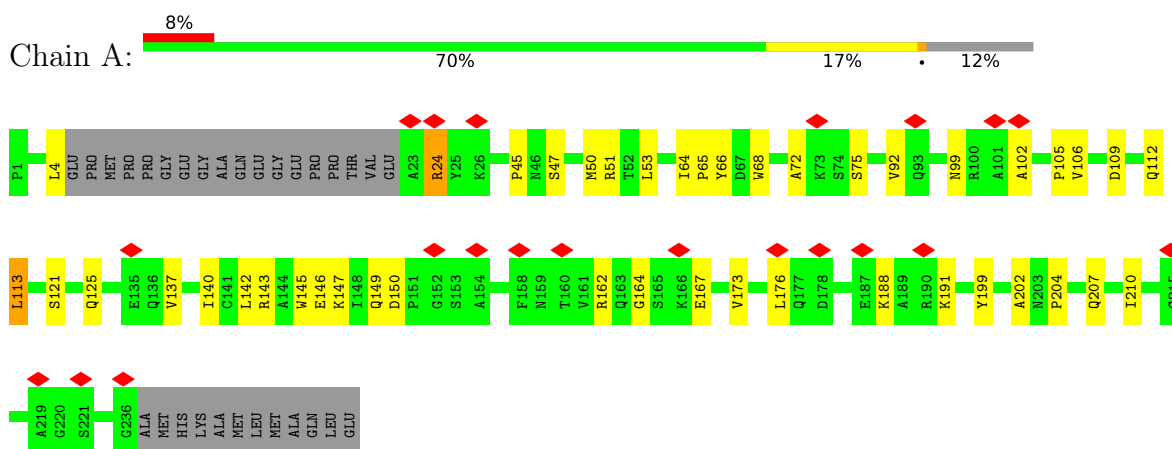 8%
Chain A:
70% 17% • 12%
P1 L4 GLU PRO MET PRO PRO GLU GLU GLY ALA GLN GLU GLY GLU PRO PRO THR VAL GLU A23 R24 Y25 K26 P45 N46 S47 M50 R51 T52 L53 I64 P65 Y66 D67 W68 A72 K73 S74 S75 V92 Q93 N99 R100 A101 A102 P105 V106 D109 Q112
L113 S121 Q125 E135 Q136 V137 I140 C141 L142 R143 A144 W145 E146 K147 I148 Q149 D150 P151 G152 S153 A154 F158 N159 T160 V161 R162 Q163 G164 S165 K166 E167 V173 L176 Q177 D178 E187 K188 A189 R190 K191 Y199 A202 N203 P204 Q207 I210
A219 G220 S221 G236 ALA MET HIS LYS ALA MET LEU MET ALA GLN LEU GLU